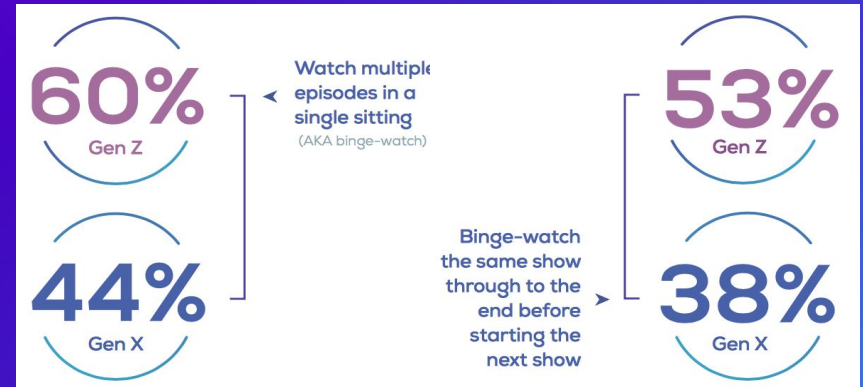 60%
Gen Z
Watch multiple
episodes in a
single sitting
(AKA binge-watch)
44%
Gen X
53%
Gen Z
Binge-watch
the same show
through to the
end before
starting the
next show
38%
Gen X